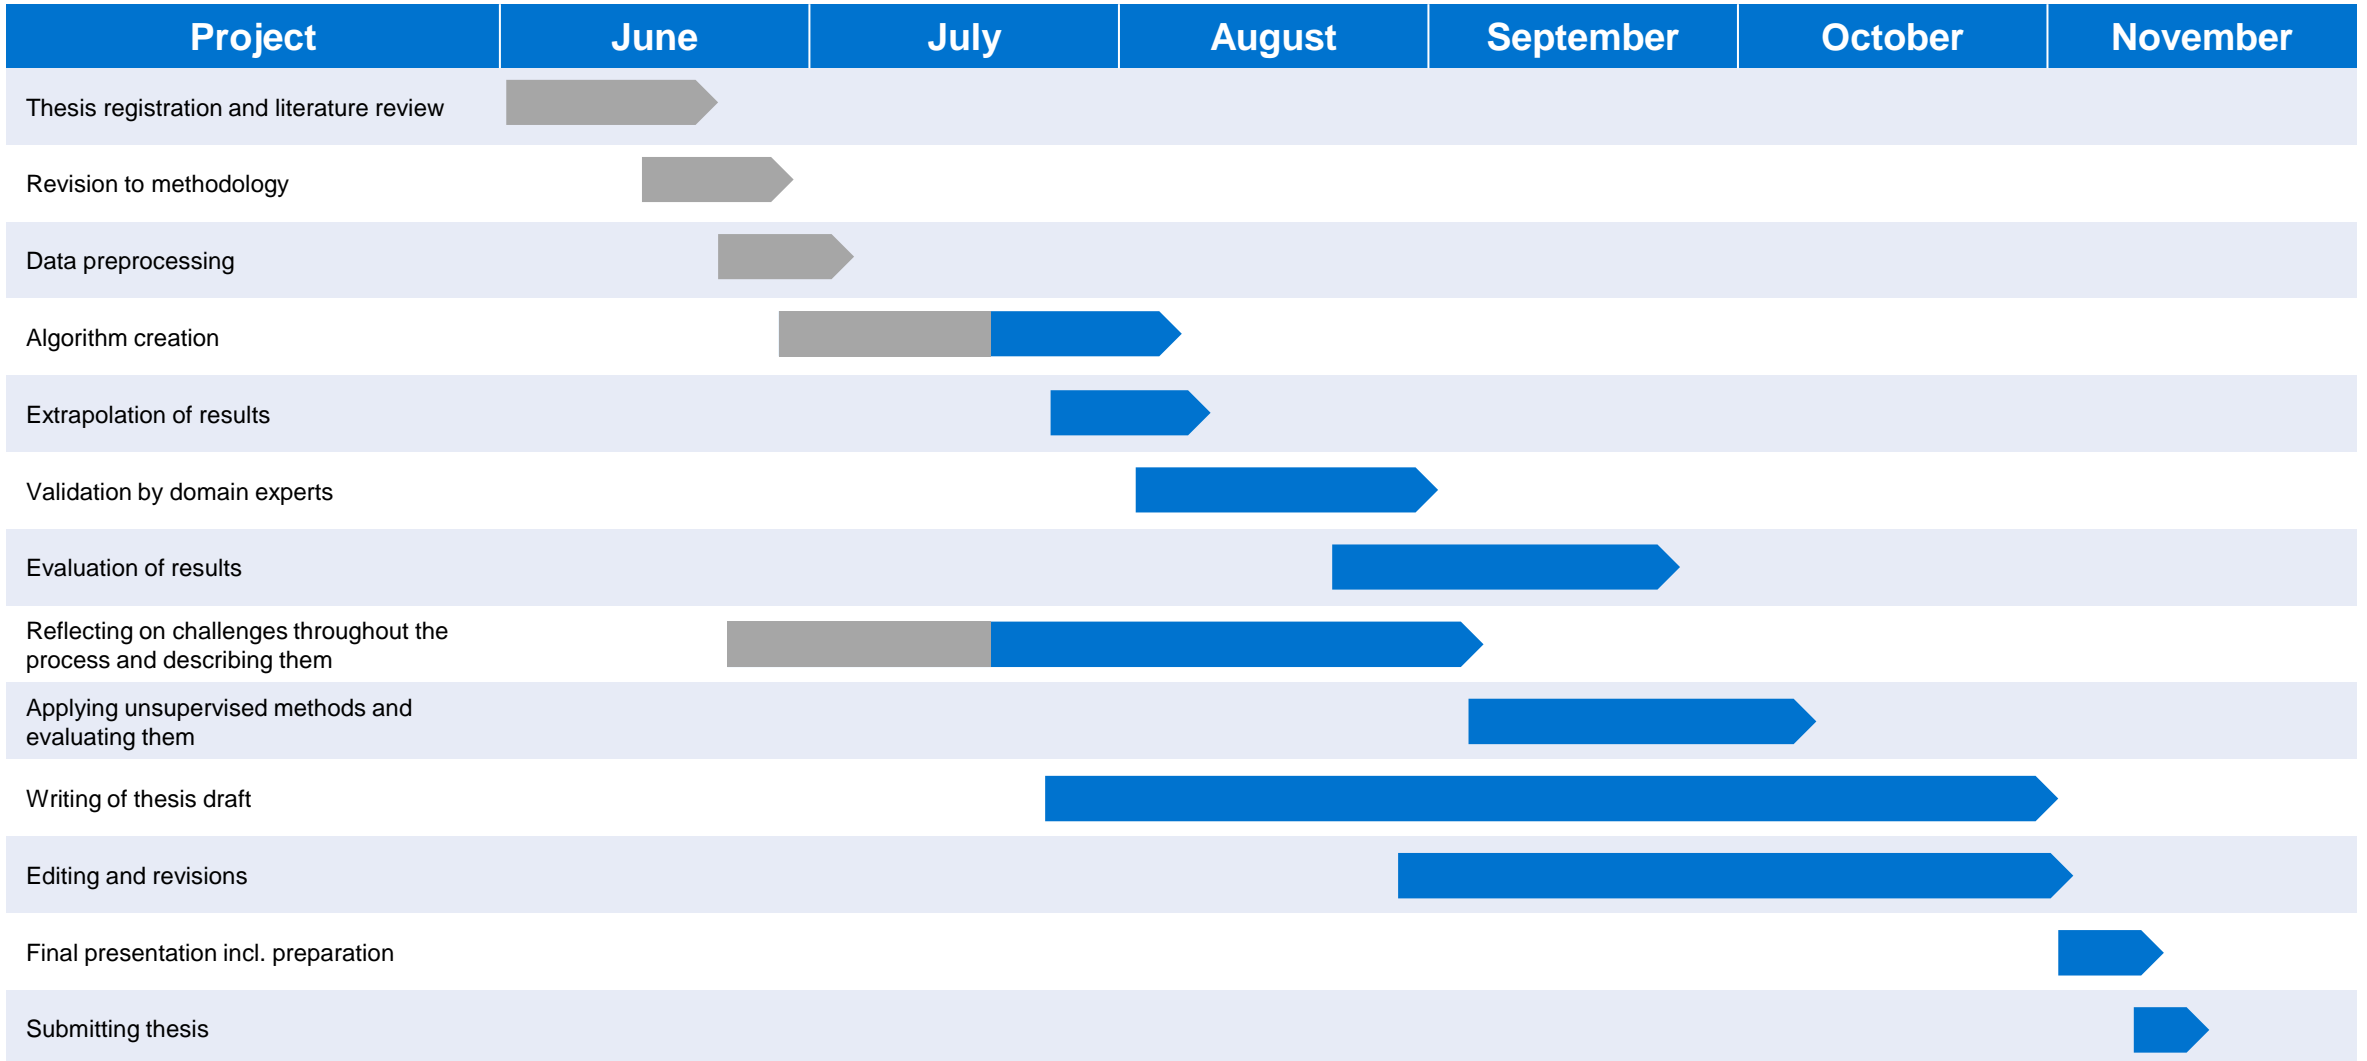 Project June July August September October November
Thesis registration and literature review
Revision to methodology
Data preprocessing
Algorithm creation
Extrapolation of results
Validation by domain experts
Evaluation of results
Reflecting on challenges throughout the
process and describing them
Applying unsupervised methods and
evaluating them
Writing of thesis draft
Editing and revisions
Final presentation incl. preparation
Submitting thesis